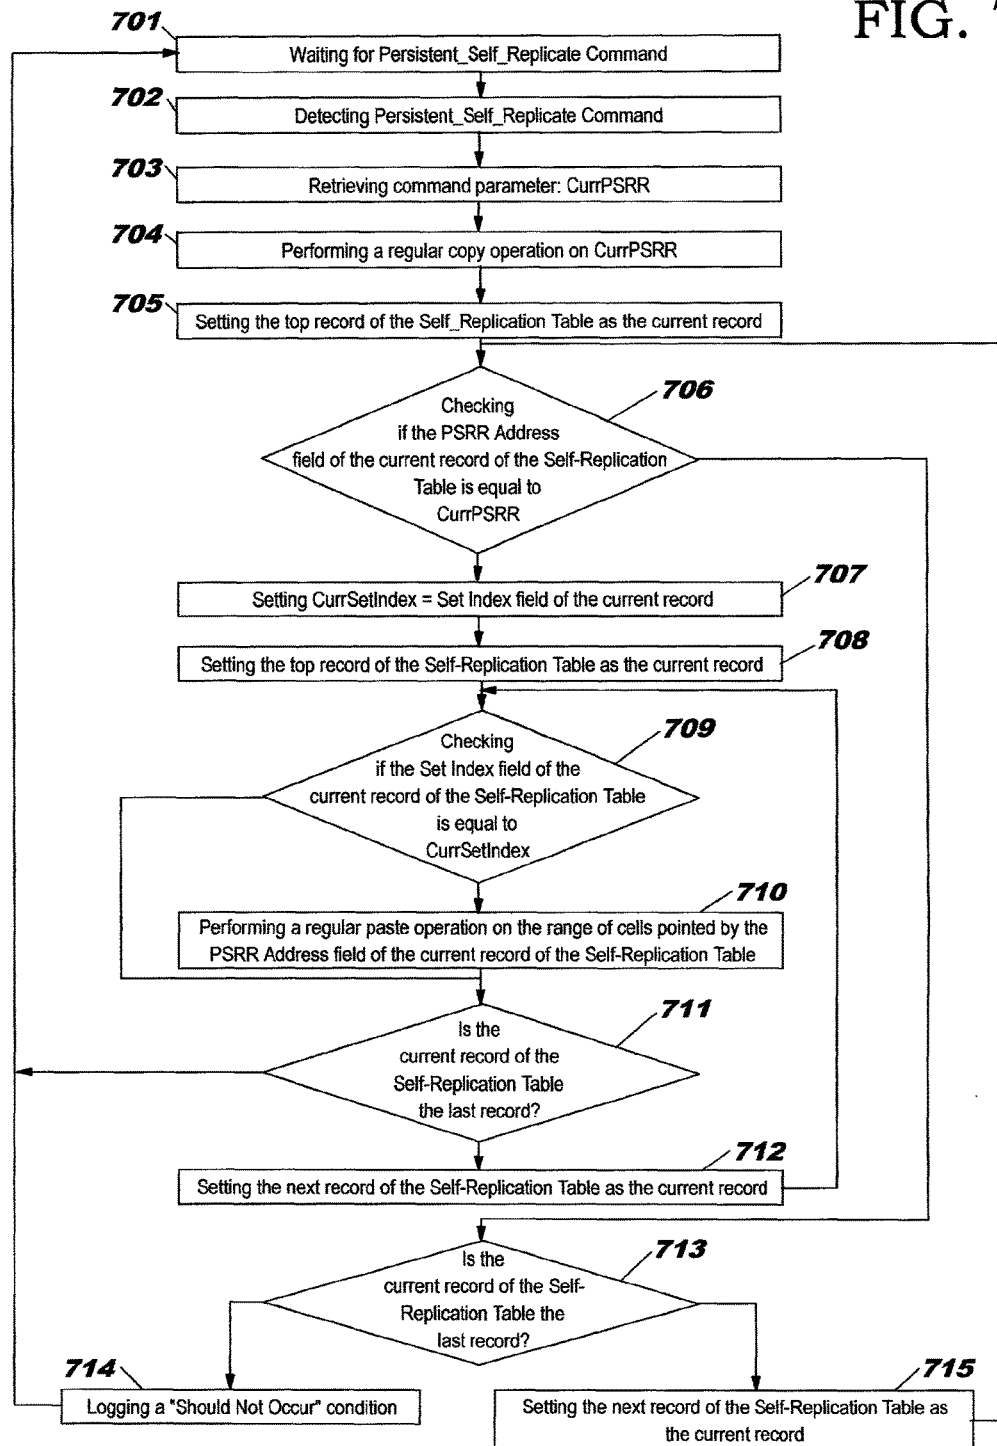 FIG.
701
Waiting for Persistent_Self_Replicate Command
702
Detecting Persistent_Self_Replicate Command
703
Retrieving command parameter: CurrPSRR
704
Performing a regular copy operation on CurrPSRR
705
Setting the top record of the Self_Replication Table as the current record
706
Checking
if the PSRR Address
field of the current record of the Self-Replication
Table is equal to
CurrPSRR
707
Setting CurrSetIndex = Set Index field of the current record
708
Setting the top record of the Self-Replication Table as the current record
709
Checking
if the Set Index field of the
current record of the Self-Replication Table
is equal to
CurrSetIndex
710
Performing a regular paste operation on the range of cells pointed by the
PSRR Address field of the current record of the Self-Replication Table
711
Is the
current record of the
Self-Replication Table
the last record?
712
Setting the next record of the Self-Replication Table as the current record
713
Is the
current record of the Self-
Replication Table the
last record?
714
Logging a "Should Not Occur" condition
715
Setting the next record of the Self-Replication Table as
the current record